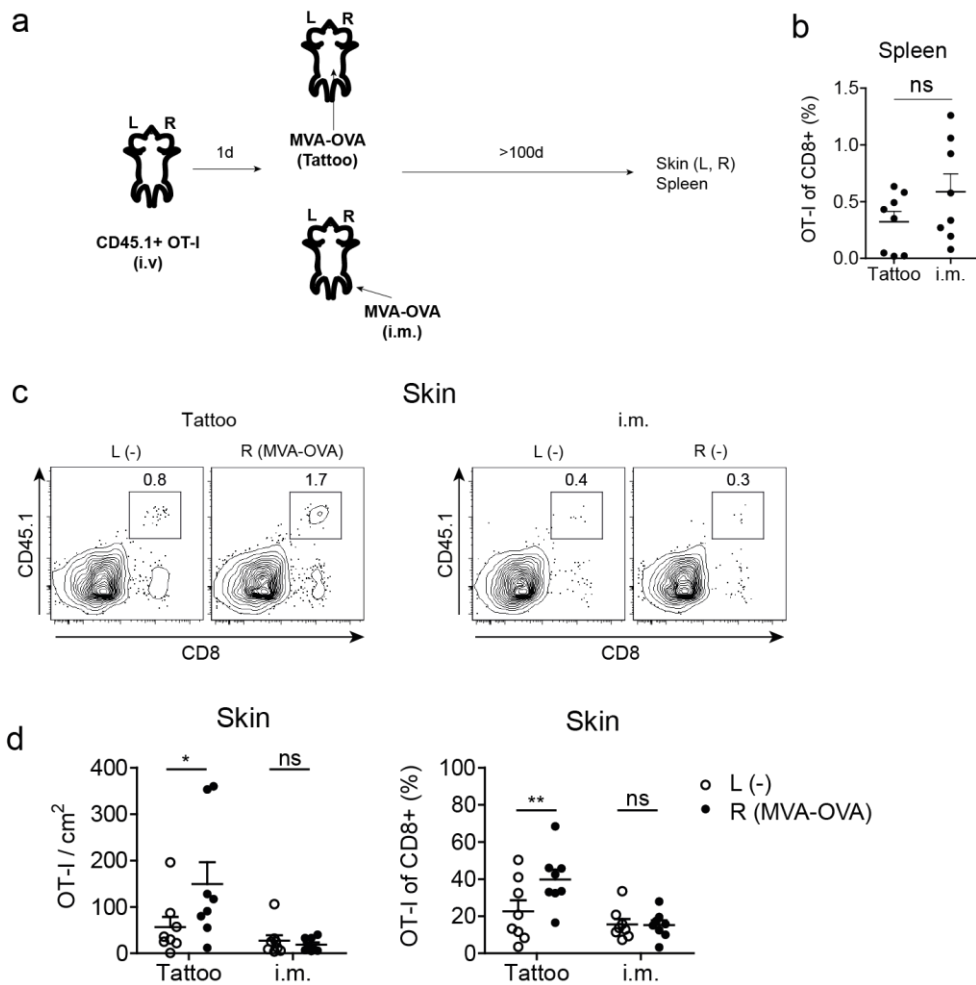 a
L R
L R
1d
MVA-OVA
(Tattoo)
>100d
Skin (L, R)
Spleen
CD45.1+ OT-I
(i.v)
L R
MVA-OVA
(i.m.)
b
Spleen
ns
OT-I of CD8+ (%)
1.5
1.0
0.5
0.0
Tattoo i.m.
c
Skin
Tattoo
L (-) R (MVA-OVA)
0.8 1.7
CD45.1
CD8
i.m.
L (-) R (-)
0.4 0.3
CD45.1
CD8
d
Skin
* ns
OT-I / cm2
400
300
200
100
0
Tattoo i.m.
Skin
** ns
OT-I of CD8+ (%)
100
80
60
40
20
0
Tattoo i.m.
L (-)
R (MVA-OVA)